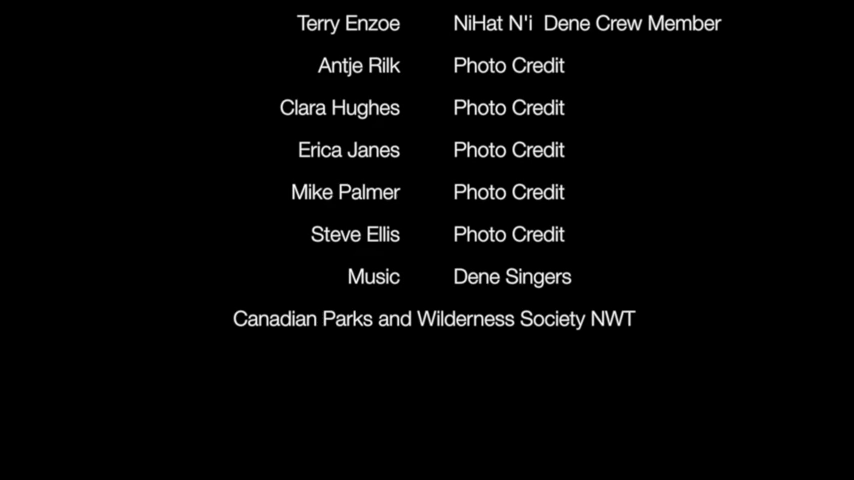 Terry Enzoe NiHat N'i  Dene Crew Member
Antje Rilk Photo Credit
Clara Hughes Photo Credit
Erica Janes Photo Credit
Mike Palmer Photo Credit
Steve Ellis Photo Credit
Music Dene Singers
Canadian Parks and Wilderness Society NWT